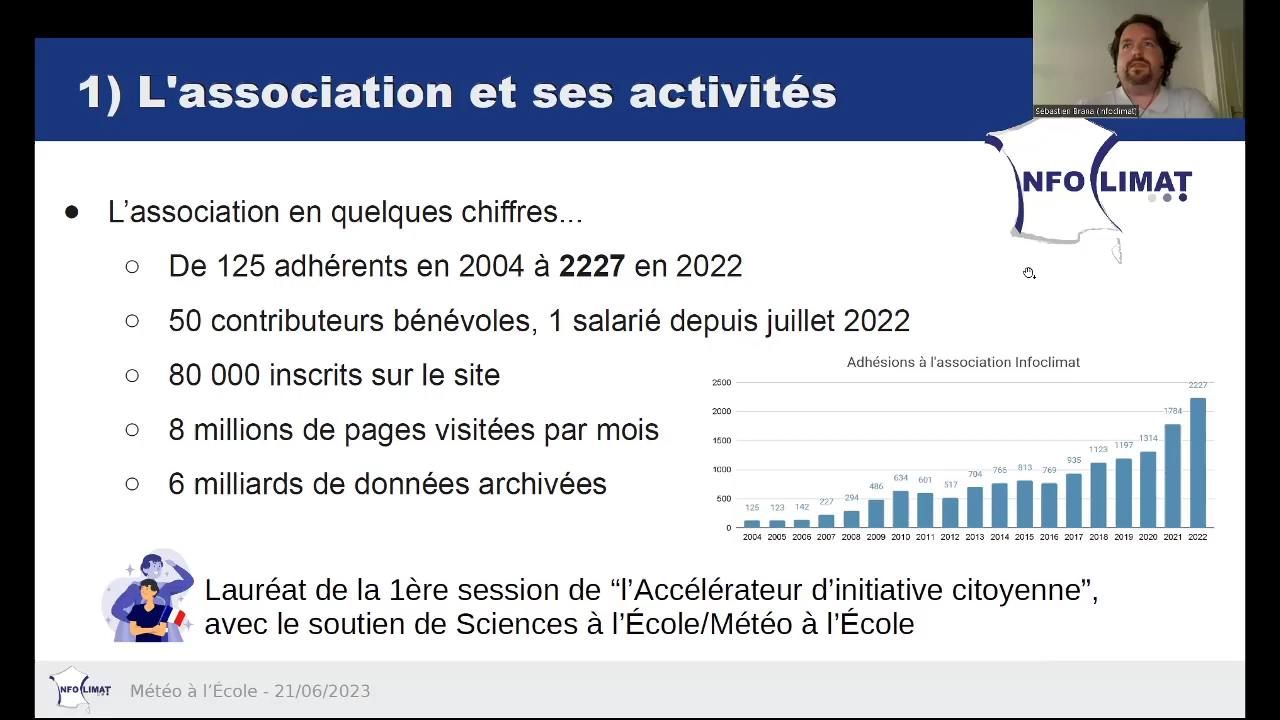 1) L'association et ses activités
Sébastien Brana (Infoclimat)
NFO CLIMAT
● L'association en quelques chiffres...
○ De 125 adhérents en 2004 à 2227 en 2022
○ 50 contributeurs bénévoles, 1 salarié depuis juillet 2022
○ 80 000 inscrits sur le site
○ 8 millions de pages visitées par mois
○ 6 milliards de données archivées
Adhésions à l'association Infoclimat
2500
2000
1500
1000
500
0
125 123 142 227 294 486 634 601 517 704 765 813 769 935 1123 1197 1314 1784 2227
2004 2005 2006 2007 2008 2009 2010 2011 2012 2013 2014 2015 2016 2017 2018 2019 2020 2021 2022
Lauréat de la 1ère session de “l'Accélérateur d'initiative citoyenne”,
avec le soutien de Sciences à l'École/Météo à l'École
NFO CLIMAT
Météo à l'École - 21/06/2023